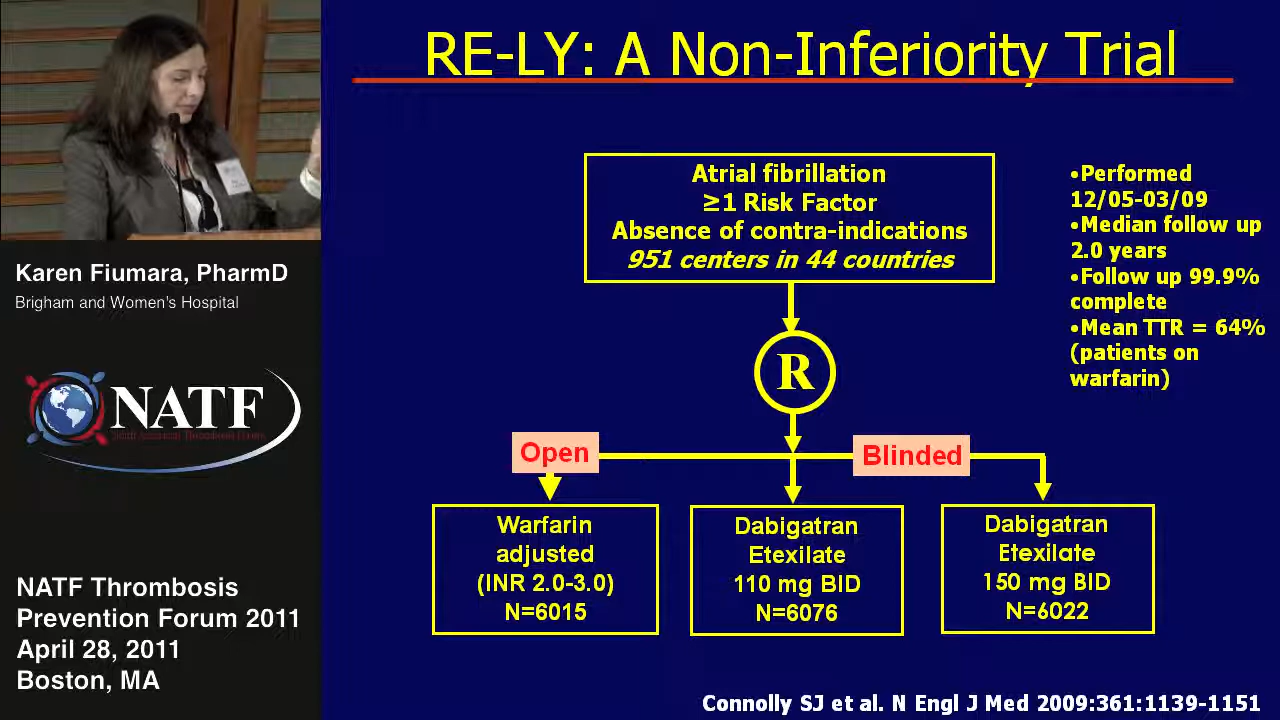 RE-LY: A Non-Inferiority Trial
Atrial fibrillation
≥1 Risk Factor
Absence of contra-indications
951 centers in 44 countries
•Performed
12/05-03/09
•Median follow up
2.0 years
•Follow up 99.9%
complete
•Mean TTR = 64%
(patients on
warfarin)
R
Open
Blinded
Warfarin
adjusted
(INR 2.0-3.0)
N=6015
Dabigatran
Etexilate
110 mg BID
N=6076
Dabigatran
Etexilate
150 mg BID
N=6022
Connolly SJ et al. N Engl J Med 2009:361:1139-1151
Karen Fiumara, PharmD
Brigham and Women's Hospital
NATF
North American Thrombosis Forum
NATF Thrombosis
Prevention Forum 2011
April 28, 2011
Boston, MA